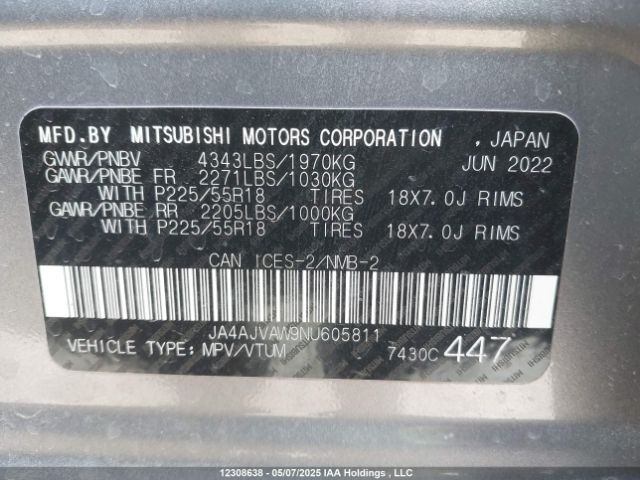 MFD.BY MITSUBISHI MOTORS CORPORATION , JAPAN
GVWR/PNBV 4343LBS/1970KG JUN 2022
GAWR/PNBE FR 2271LBS/1030KG
WITH P225/55R18 TIRES 18X7.0J RIMS
GAWR/PNBE RR 2205LBS/1000KG
WITH P225/55R18 TIRES 18X7.0J RIMS
CAN ICES-2/NMB-2
JA4AJVAW9NU605811
VEHICLE TYPE: MPV/VTUM 7430C 447
12308638 - 05/07/2025 IAA Holdings , LLC